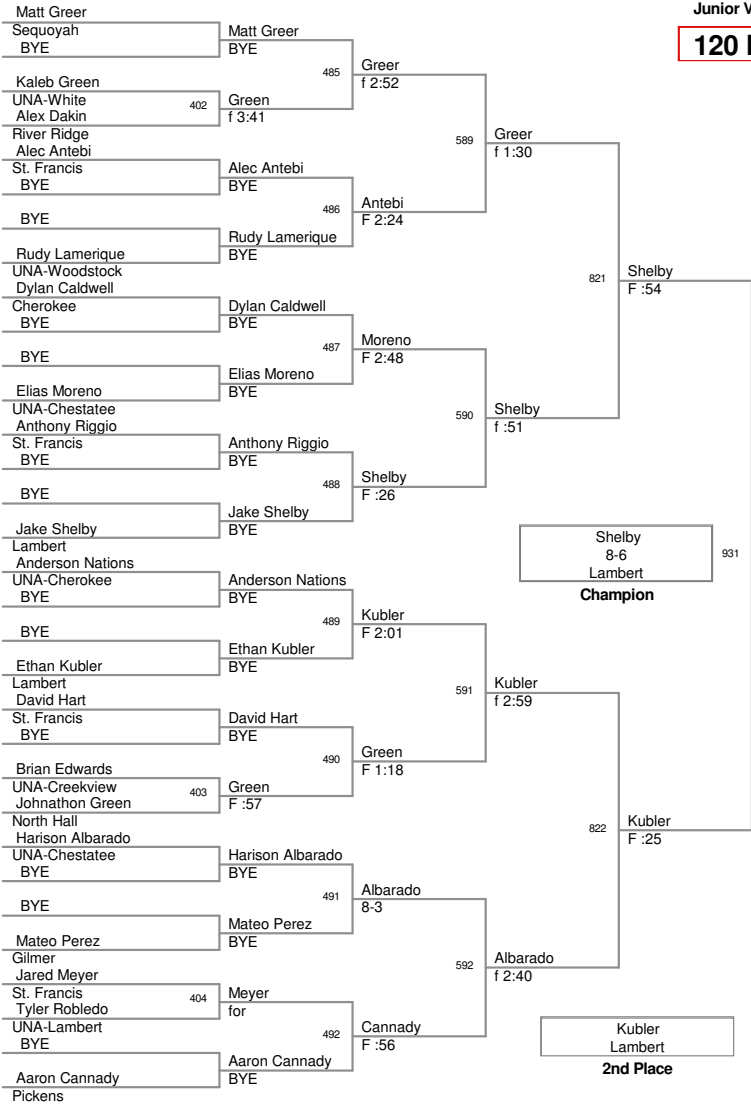 Junior V
120
Matt Greer
Sequoyah
BYE
Kaleb Green
UNA-White
402
Alex Dakin
River Ridge
Alec Antebi
St. Francis
BYE
BYE
Rudy Lamerique
UNA-Woodstock
Dylan Caldwell
Cherokee
BYE
BYE
Elias Moreno
UNA-Chestatee
Anthony Riggio
St. Francis
BYE
BYE
Jake Shelby
Lambert
Anderson Nations
UNA-Cherokee
BYE
BYE
Ethan Kubler
Lambert
David Hart
St. Francis
BYE
Brian Edwards
UNA-Creekview
403
Johnathon Green
North Hall
Harison Albarado
UNA-Chestatee
BYE
BYE
Mateo Perez
Gilmer
Jared Meyer
St. Francis
404
Tyler Robledo
UNA-Lambert
BYE
Aaron Cannady
Pickens
Matt Greer
BYE
485
Green
f 3:41
Alec Antebi
BYE
486
Rudy Lamerique
BYE
Dylan Caldwell
BYE
487
Elias Moreno
BYE
Anthony Riggio
BYE
488
Jake Shelby
BYE
Anderson Nations
BYE
489
Ethan Kubler
BYE
David Hart
BYE
490
Green
F :57
Harison Albarado
BYE
491
Mateo Perez
BYE
Meyer
for
492
Aaron Cannady
BYE
Greer
f 2:52
589
Antebi
F 2:24
Moreno
F 2:48
590
Shelby
F :26
Kubler
F 2:01
591
Green
F 1:18
Albarado
8-3
592
Cannady
F :56
Greer
f 1:30
821
Shelby
f :51
Kubler
f 2:59
822
Albarado
f 2:40
Shelby
F :54
Kubler
F :25
Shelby
8-6
Lambert
931
Champion
Kubler
Lambert
2nd Place